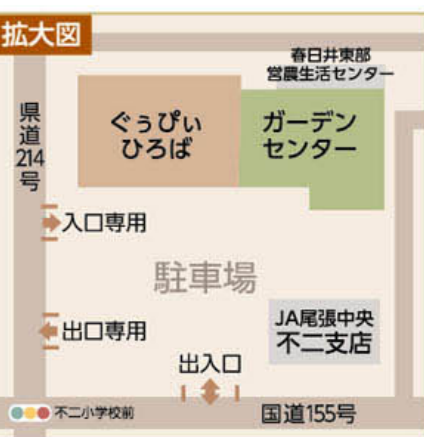 拡大図
春日井東部
営農生活センター
県道214号
ぐぅぴぃ
ひろば
ガーデン
センター
入口専用
駐車場
出口専用
JA尾張中央
不二支店
出入口
不二小学校前
国道155号